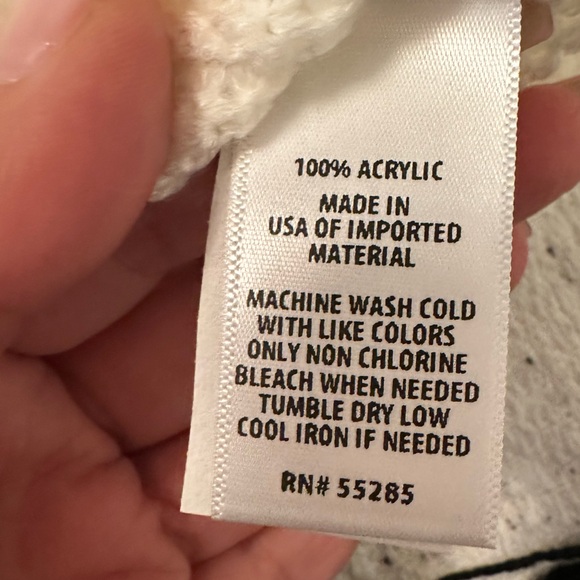 100% ACRYLIC
MADE IN
USA OF IMPORTED
MATERIAL
MACHINE WASH COLD
WITH LIKE COLORS
ONLY NON CHLORINE
BLEACH WHEN NEEDED
TUMBLE DRY LOW
COOL IRON IF NEEDED
RN# 55285